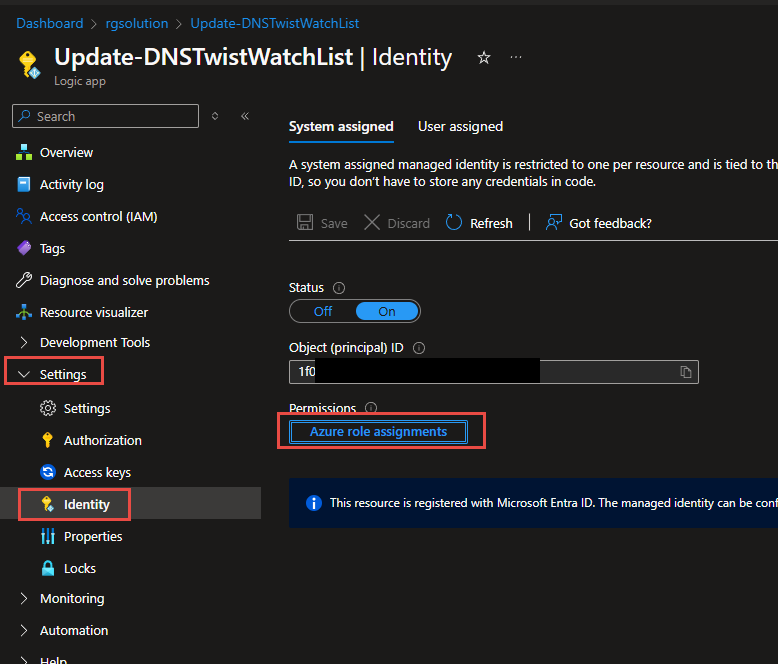 Dashboard > rgsolution > Update-DNSTwistWatchList
Update-DNSTwistWatchList | Identity
Logic app
Search
Overview
Activity log
Access control (IAM)
Tags
Diagnose and solve problems
Resource visualizer
Development Tools
Settings
Settings
Authorization
Access keys
Identity
Properties
Locks
Monitoring
Automation
Help
System assigned User assigned
A system assigned managed identity is restricted to one per resource and is tied to th
ID, so you don't have to store any credentials in code.
Save Discard Refresh Got feedback?
Status
Off On
Object (principal) ID
1f0
Permissions
Azure role assignments
This resource is registered with Microsoft Entra ID. The managed identity can be conf